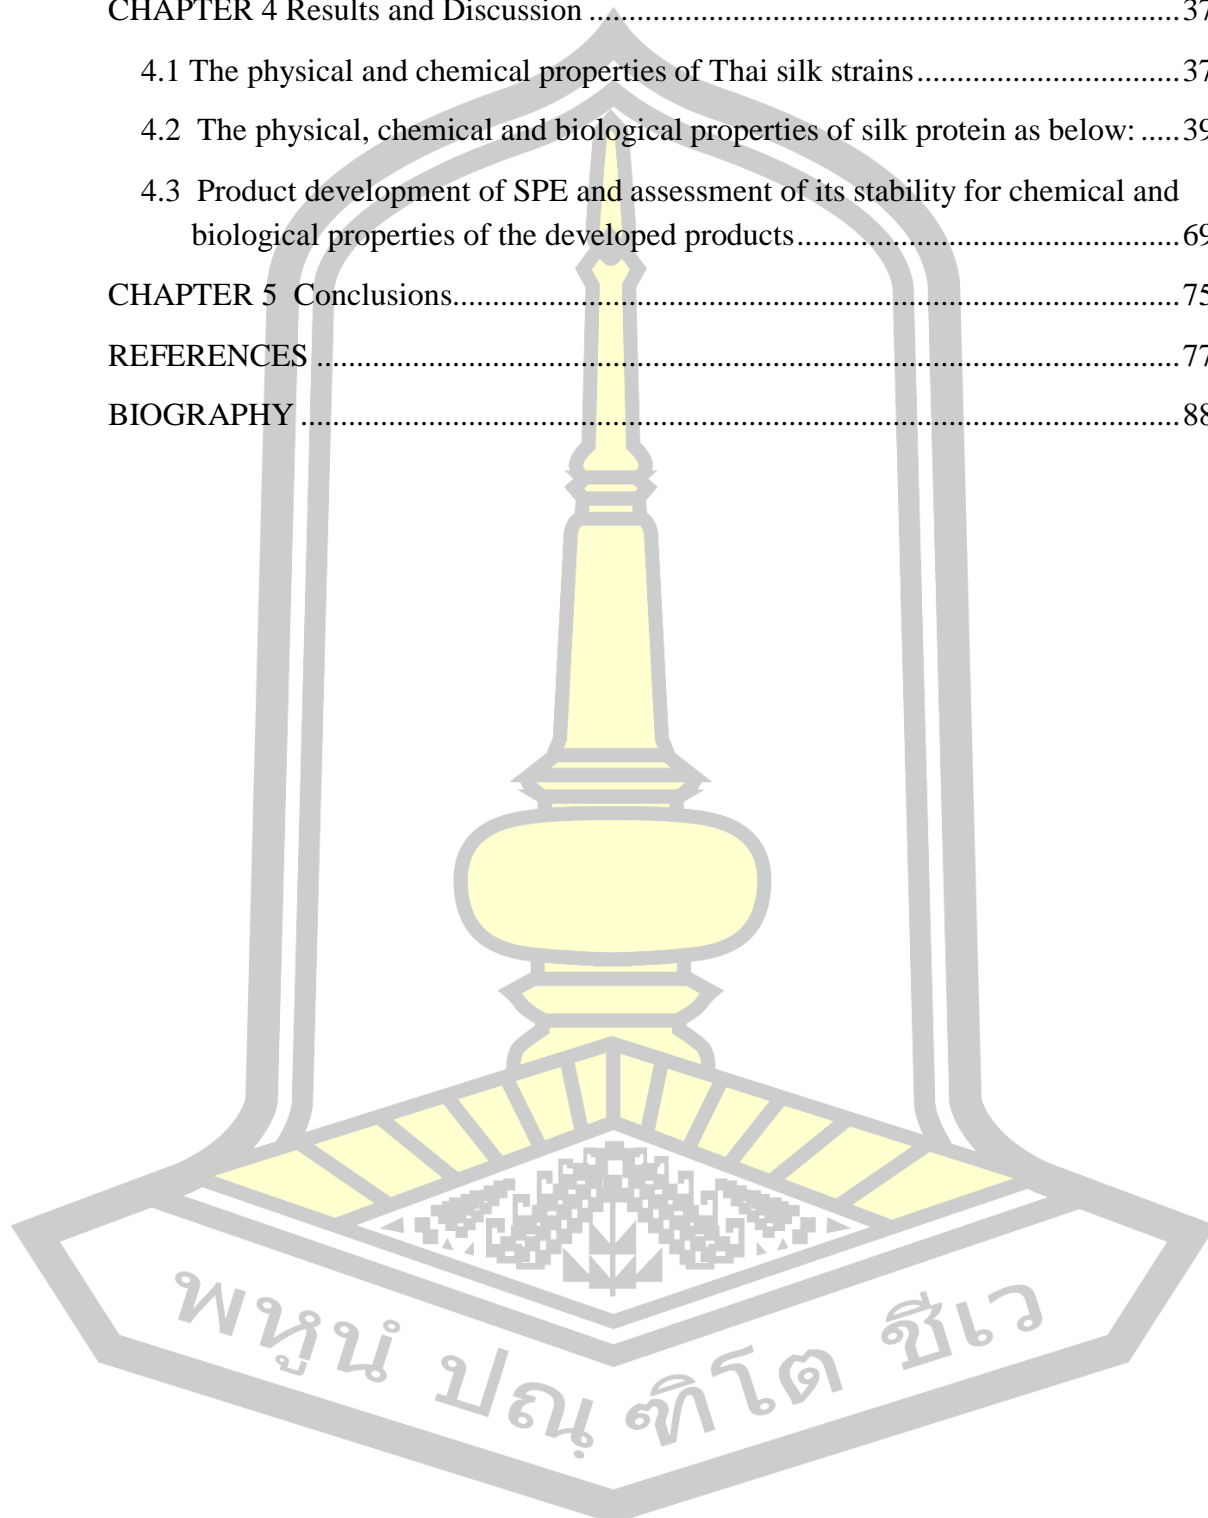 CHAPTER 4 Results and Discussion ........................................................................37
4.1 The physical and chemical properties of Thai silk strains................................37
4.2  The physical, chemical and biological properties of silk protein as below: .....39
4.3  Product development of SPE and assessment of its stability for chemical and
biological properties of the developed products...............................................69
CHAPTER 5  Conclusions.........................................................................................75
REFERENCES .........................................................................................................77
BIOGRAPHY ...........................................................................................................88
พหูนํ ปณฺฑิโต ชีเว